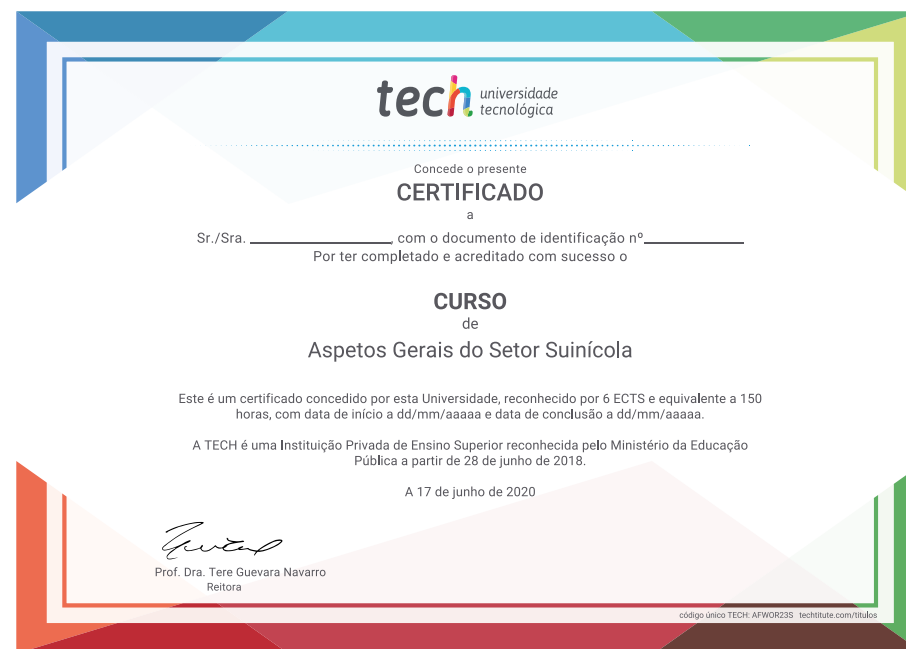 tech universidade
tecnológica
Concede o presente
CERTIFICADO
a
Sr./Sra. ____________________, com o documento de identificação nº______________
Por ter completado e acreditado com sucesso o
CURSO
de
Aspetos Gerais do Setor Suinícola
Este é um certificado concedido por esta Universidade, reconhecido por 6 ECTS e equivalente a 150
horas, com data de início a dd/mm/aaaaa e data de conclusão a dd/mm/aaaaa.
A TECH é uma Instituição Privada de Ensino Superior reconhecida pelo Ministério da Educação
Pública a partir de 28 de junho de 2018.
A 17 de junho de 2020
Prof. Dra. Tere Guevara Navarro
Reitora
código único TECH: AFWOR23S techtitute.com/titulos